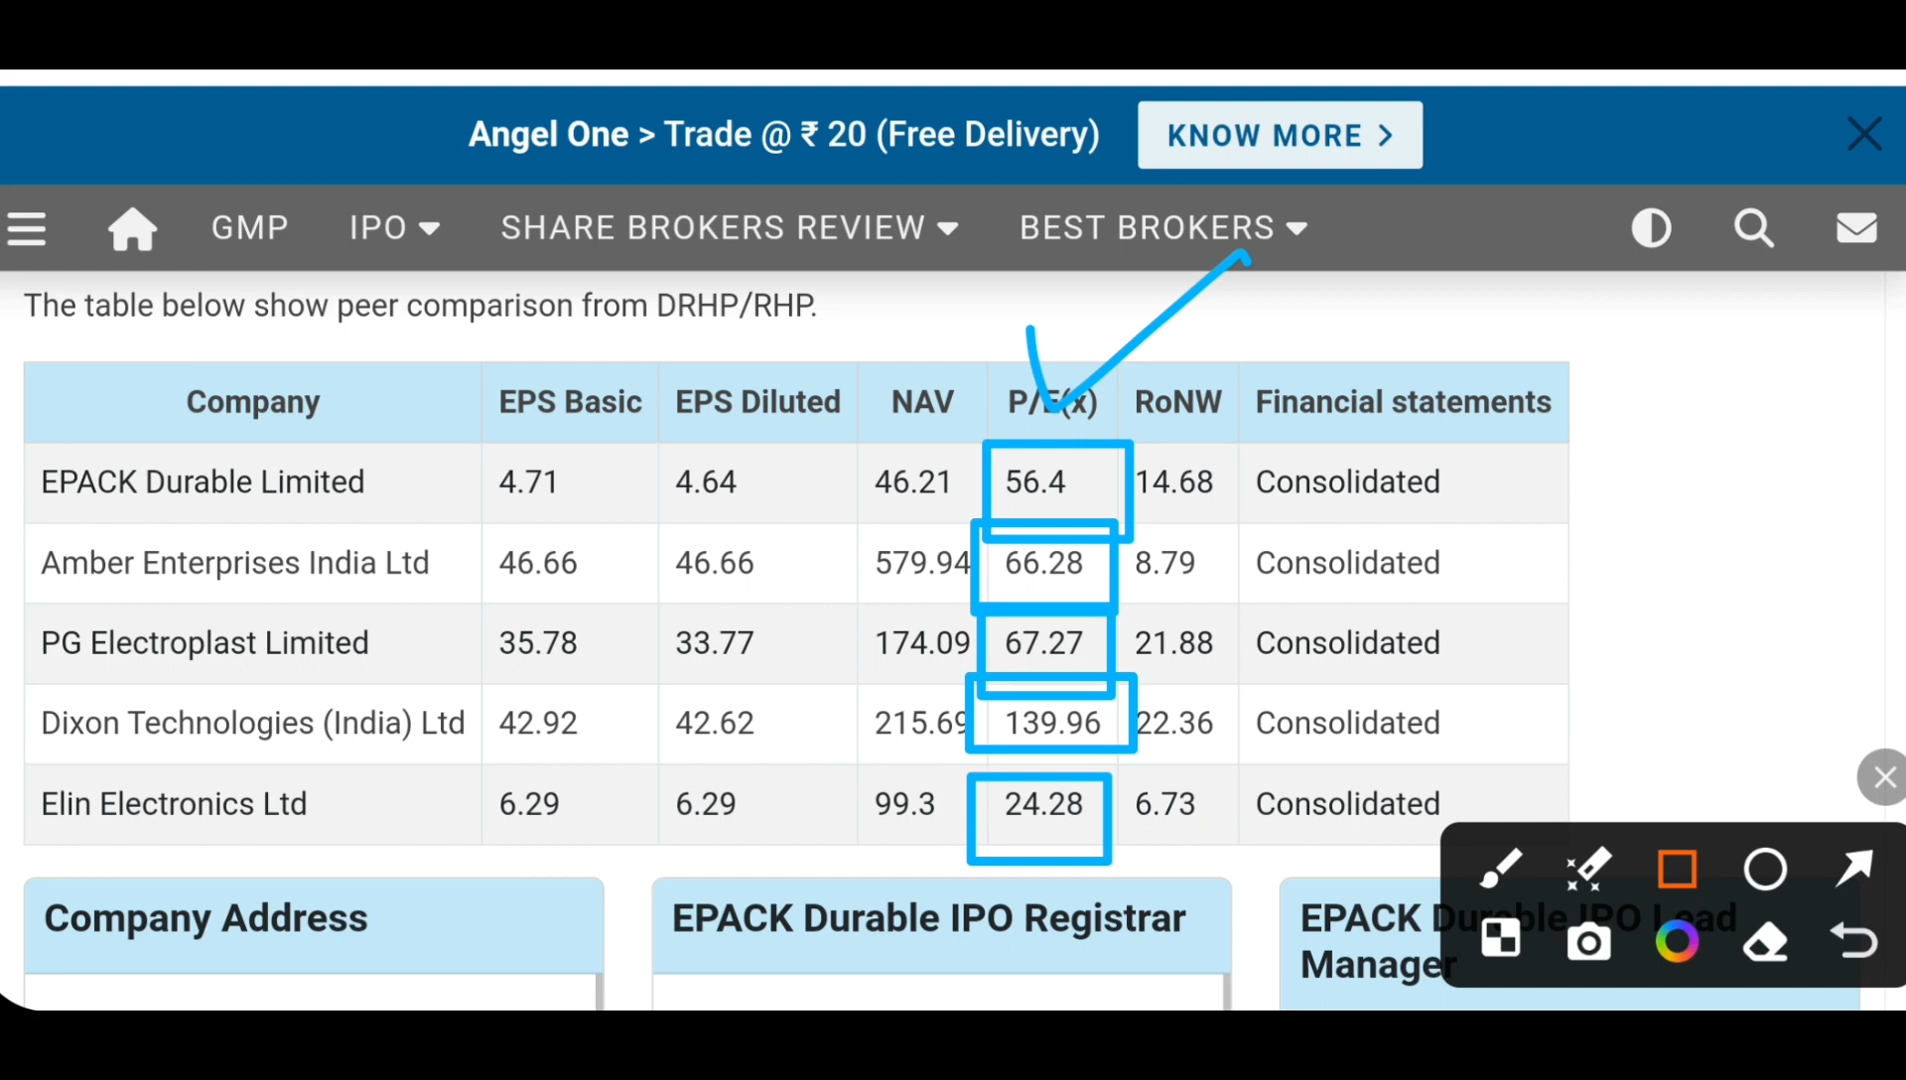 Angel One > Trade @ ₹ 20 (Free Delivery) KNOW MORE >
GMP IPO SHARE BROKERS REVIEW BEST BROKERS
The table below show peer comparison from DRHP/RHP.
Company EPS Basic EPS Diluted NAV P/E(x) RoNW Financial statements
EPACK Durable Limited 4.71 4.64 46.21 56.4 14.68 Consolidated
Amber Enterprises India Ltd 46.66 46.66 579.94 66.28 8.79 Consolidated
PG Electroplast Limited 35.78 33.77 174.09 67.27 21.88 Consolidated
Dixon Technologies (India) Ltd 42.92 42.62 215.69 139.96 22.36 Consolidated
Elin Electronics Ltd 6.29 6.29 99.3 24.28 6.73 Consolidated
Company Address EPACK Durable IPO Registrar EPACK Durable IPO Lead
Manager